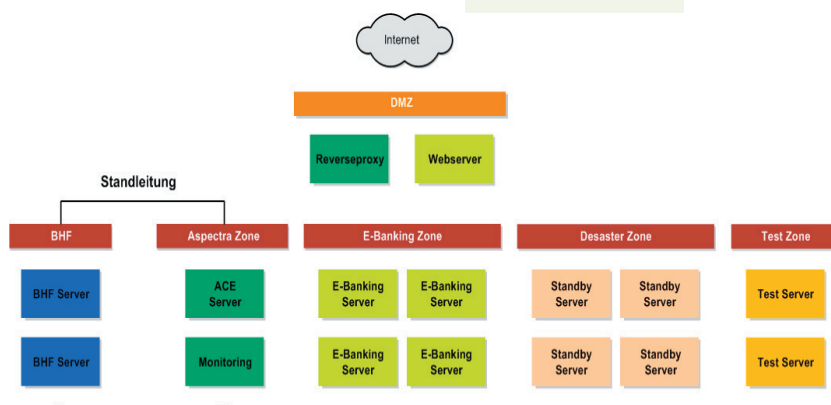 Internet
DMZ
Reverseproxy
Webserver
Standleitung
BHF
Aspectra Zone
E-Banking Zone
Desaster Zone
Test Zone
BHF Server
ACE
Server
E-Banking
Server
E-Banking
Server
Standby
Server
Standby
Server
Test Server
BHF Server
Monitoring
E-Banking
Server
E-Banking
Server
Standby
Server
Standby
Server
Test Server